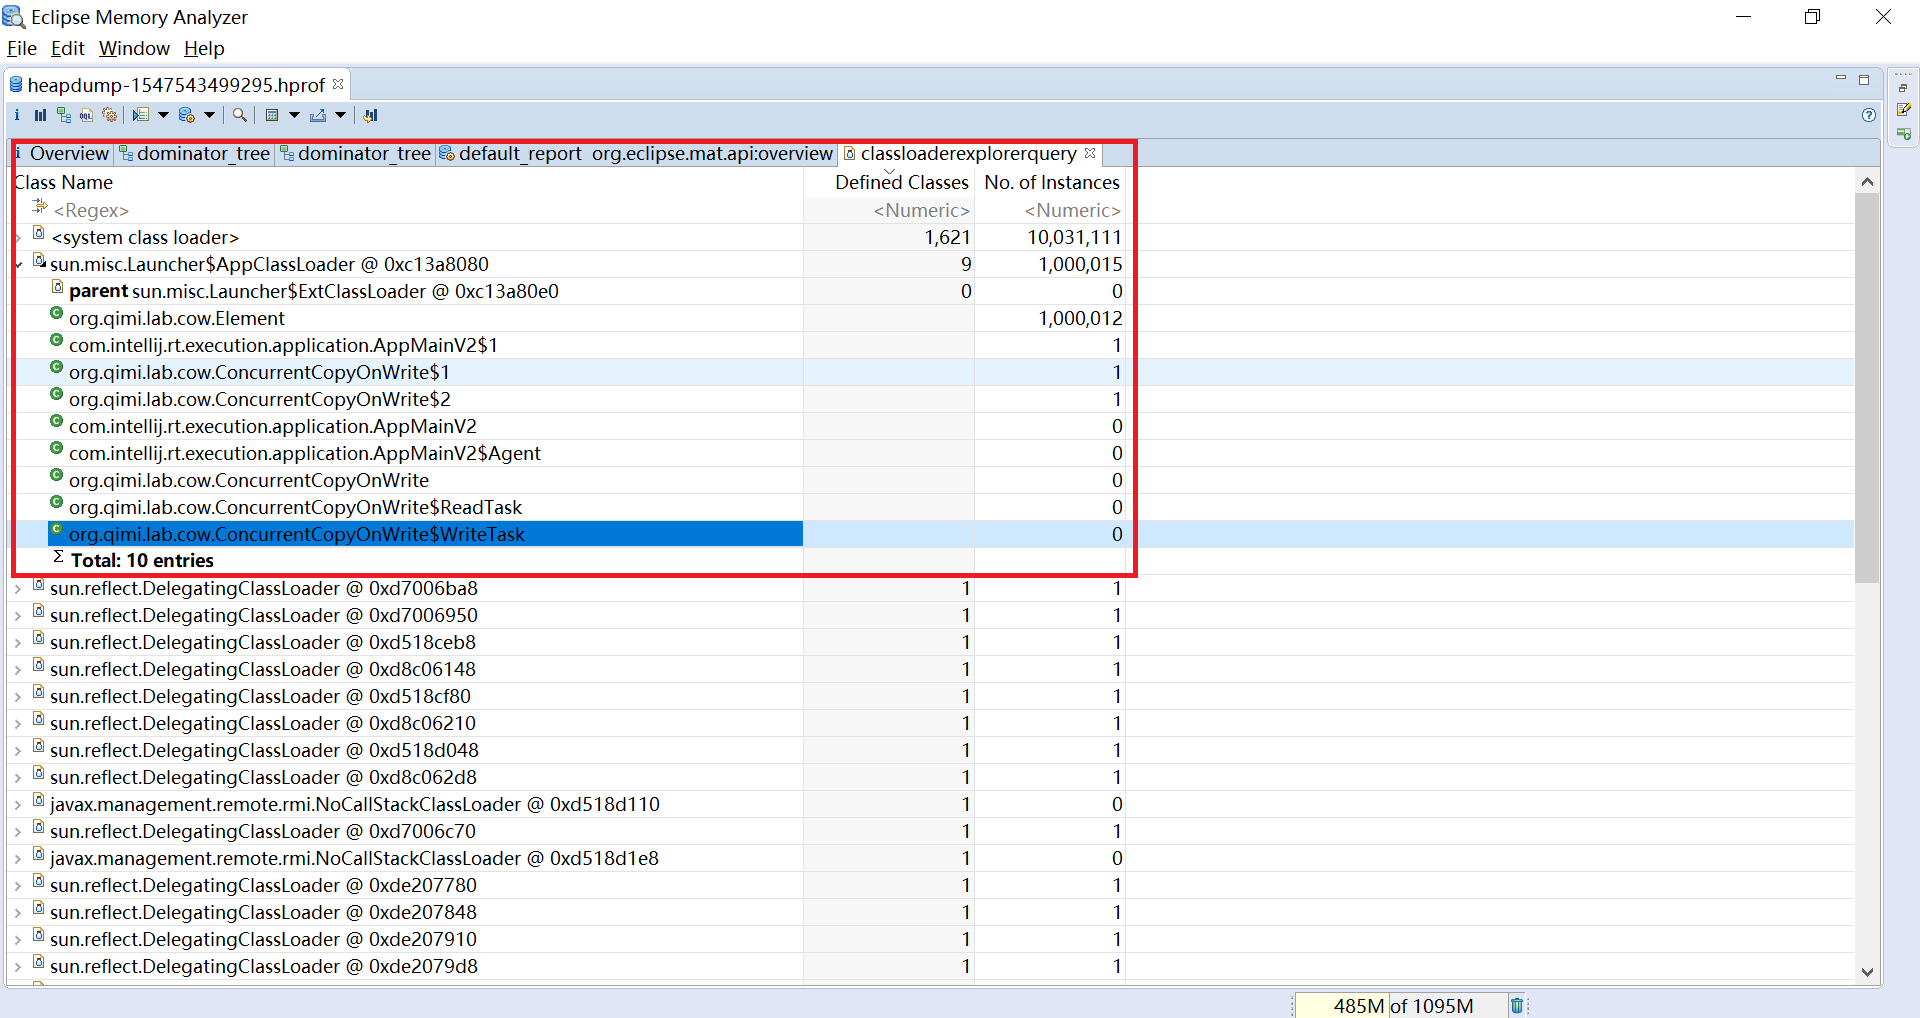 Eclipse Memory Analyzer
File Edit Window Help
heapdump-1547543499295.hprof
Overview dominator_tree dominator_tree default_report org.eclipse.mat.api:overview classloaderexplorerquery
Class Name Defined Classes No. of Instances
<Regex> <Numeric> <Numeric>
<system class loader> 1,621 10,031,111
sun.misc.Launcher$AppClassLoader @ 0xc13a8080 9 1,000,015
parent sun.misc.Launcher$ExtClassLoader @ 0xc13a80e0 0 0
org.qimi.lab.cow.Element 1,000,012
com.intellij.rt.execution.application.AppMainV2$1 1
org.qimi.lab.cow.ConcurrentCopyOnWrite$1 1
org.qimi.lab.cow.ConcurrentCopyOnWrite$2 1
com.intellij.rt.execution.application.AppMainV2 0
com.intellij.rt.execution.application.AppMainV2$Agent 0
org.qimi.lab.cow.ConcurrentCopyOnWrite 0
org.qimi.lab.cow.ConcurrentCopyOnWrite$ReadTask 0
org.qimi.lab.cow.ConcurrentCopyOnWrite$WriteTask 0
Σ Total: 10 entries
sun.reflect.DelegatingClassLoader @ 0xd7006ba8 1 1
sun.reflect.DelegatingClassLoader @ 0xd7006950 1 1
sun.reflect.DelegatingClassLoader @ 0xd518ceb8 1 1
sun.reflect.DelegatingClassLoader @ 0xd8c06148 1 1
sun.reflect.DelegatingClassLoader @ 0xd518cf80 1 1
sun.reflect.DelegatingClassLoader @ 0xd8c06210 1 1
sun.reflect.DelegatingClassLoader @ 0xd518d048 1 1
sun.reflect.DelegatingClassLoader @ 0xd8c062d8 1 1
javax.management.remote.rmi.NoCallStackClassLoader @ 0xd518d110 1 0
sun.reflect.DelegatingClassLoader @ 0xd7006c70 1 1
javax.management.remote.rmi.NoCallStackClassLoader @ 0xd518d1e8 1 0
sun.reflect.DelegatingClassLoader @ 0xde207780 1 1
sun.reflect.DelegatingClassLoader @ 0xde207848 1 1
sun.reflect.DelegatingClassLoader @ 0xde207910 1 1
sun.reflect.DelegatingClassLoader @ 0xde2079d8 1 1
485M of 1095M